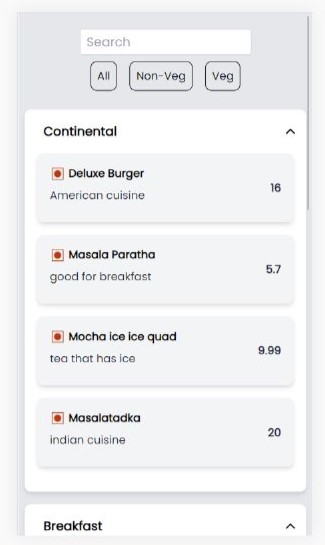 Search
All
Non-Veg
Veg
Continental
Deluxe Burger
American cuisine
16
Masala Paratha
good for breakfast
5.7
Mocha ice ice quad
tea that has ice
9.99
Masalatadka
indian cuisine
20
Breakfast